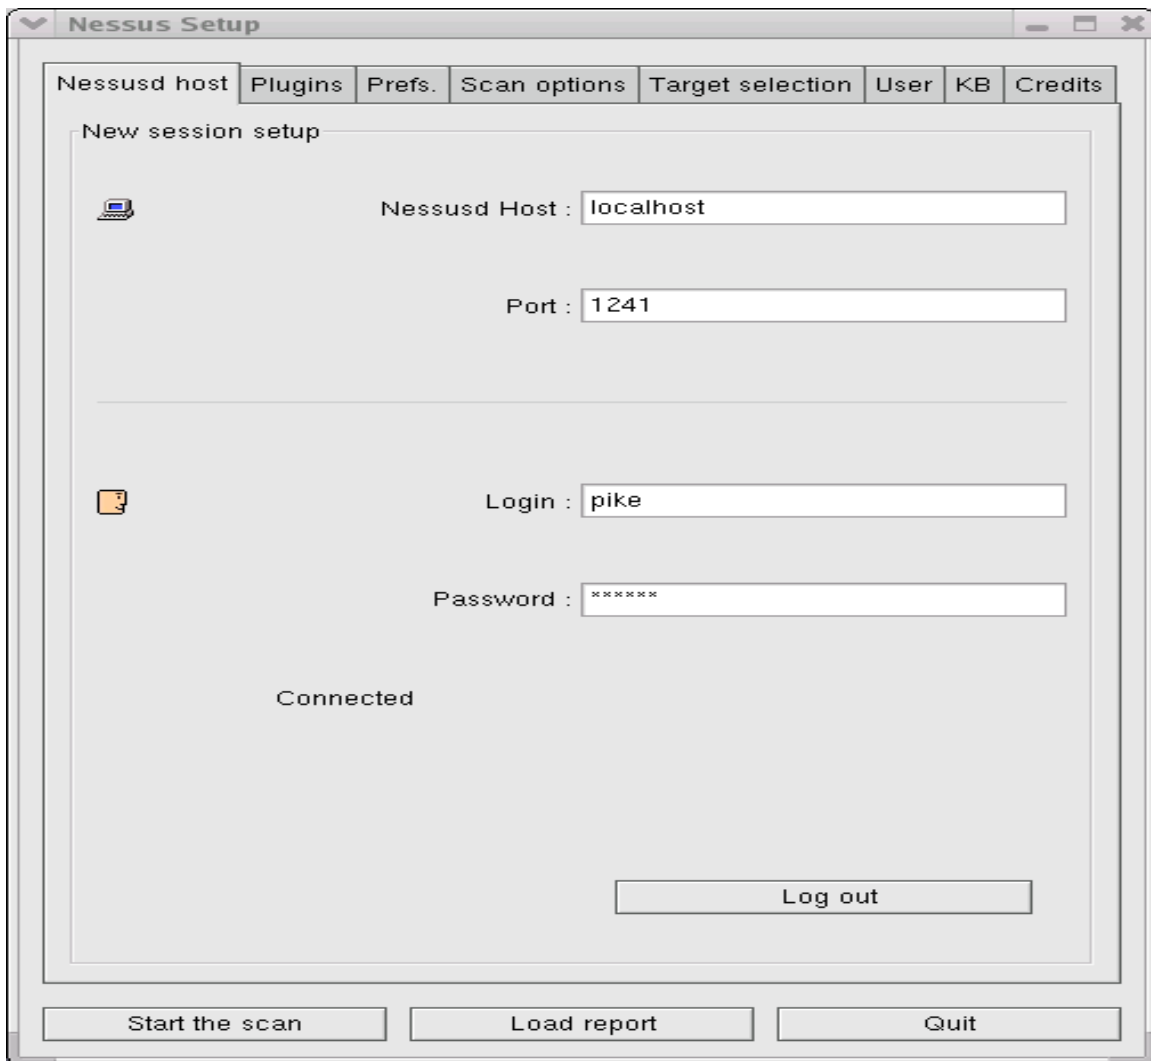 Nessus Setup
Nessusd host Plugins Prefs. Scan options Target selection User KB Credits
New session setup
Nessusd Host : localhost
Port : 1241
Login : pike
Password : ******
Connected
Log out
Start the scan Load report Quit